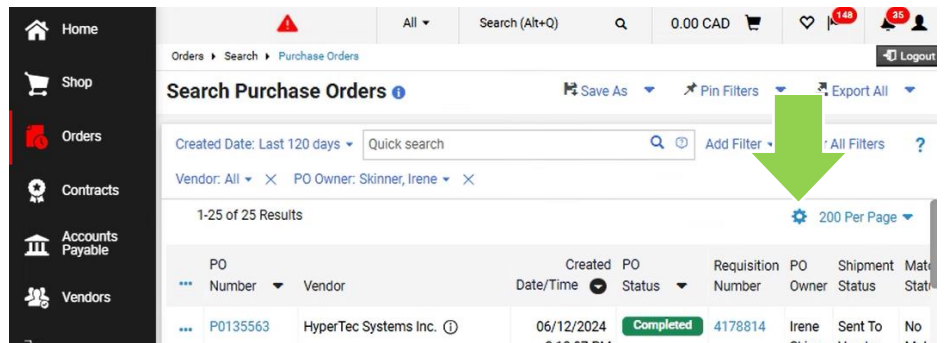 Home
All
Search (Alt+Q)
0.00 CAD
148
35
Orders Search Purchase Orders
Logout
Shop
Search Purchase Orders
Save As
Pin Filters
Export All
Orders
Created Date: Last 120 days
Quick search
Add Filter
All Filters
?
Vendor: All
PO Owner: Skinner, Irene
Contracts
1-25 of 25 Results
200 Per Page
Accounts
Payable
PO
Number
Vendor
Created
Date/Time
PO
Status
Requisition
Number
PO
Owner
Shipment
Status
Vendors
P0135563
HyperTec Systems Inc.
06/12/2024
Completed
4178814
Irene
Sent To
No